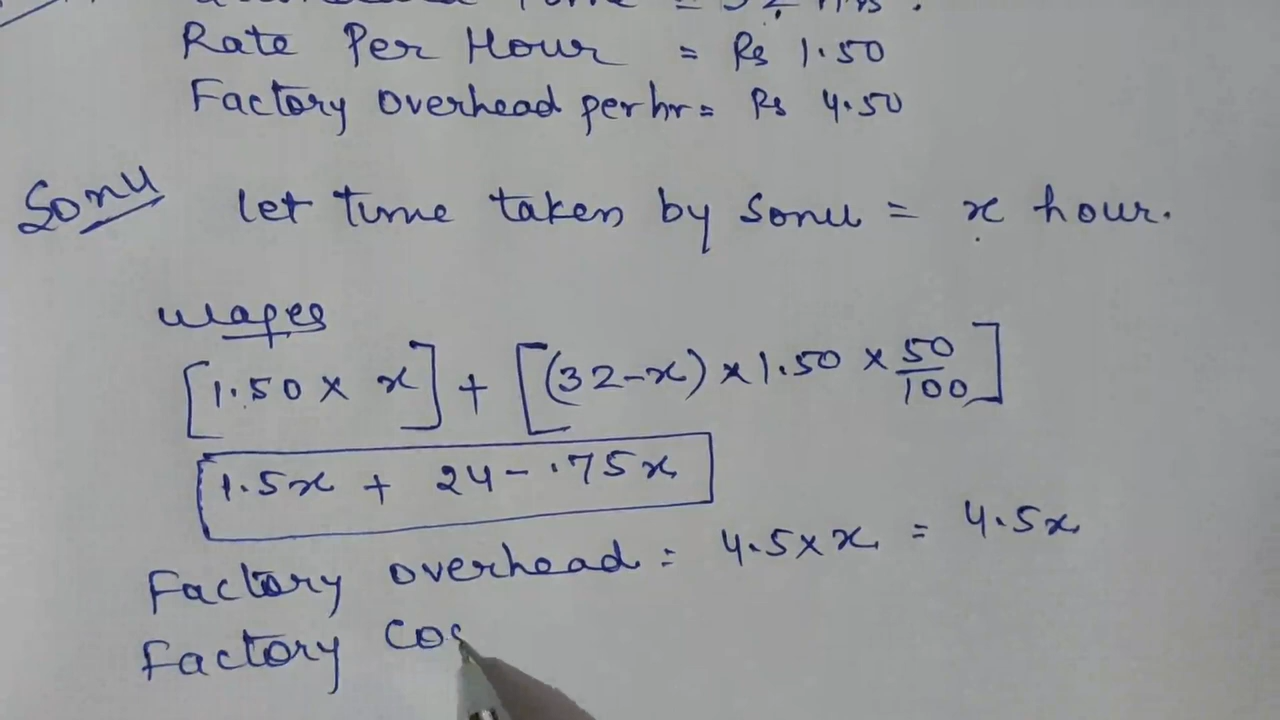 = 32 Hrs.
Rate Per Hour = Rs 1.50
Factory overhead per hr = Rs 4.50
Sonu let time taken by Sonu = x hour.
wages
[1.50 × x] + [(32-x) × 1.50 × 50/100]
1.5x + 24 - .75x
Factory overhead = 4.5 × x = 4.5x
Factory cos